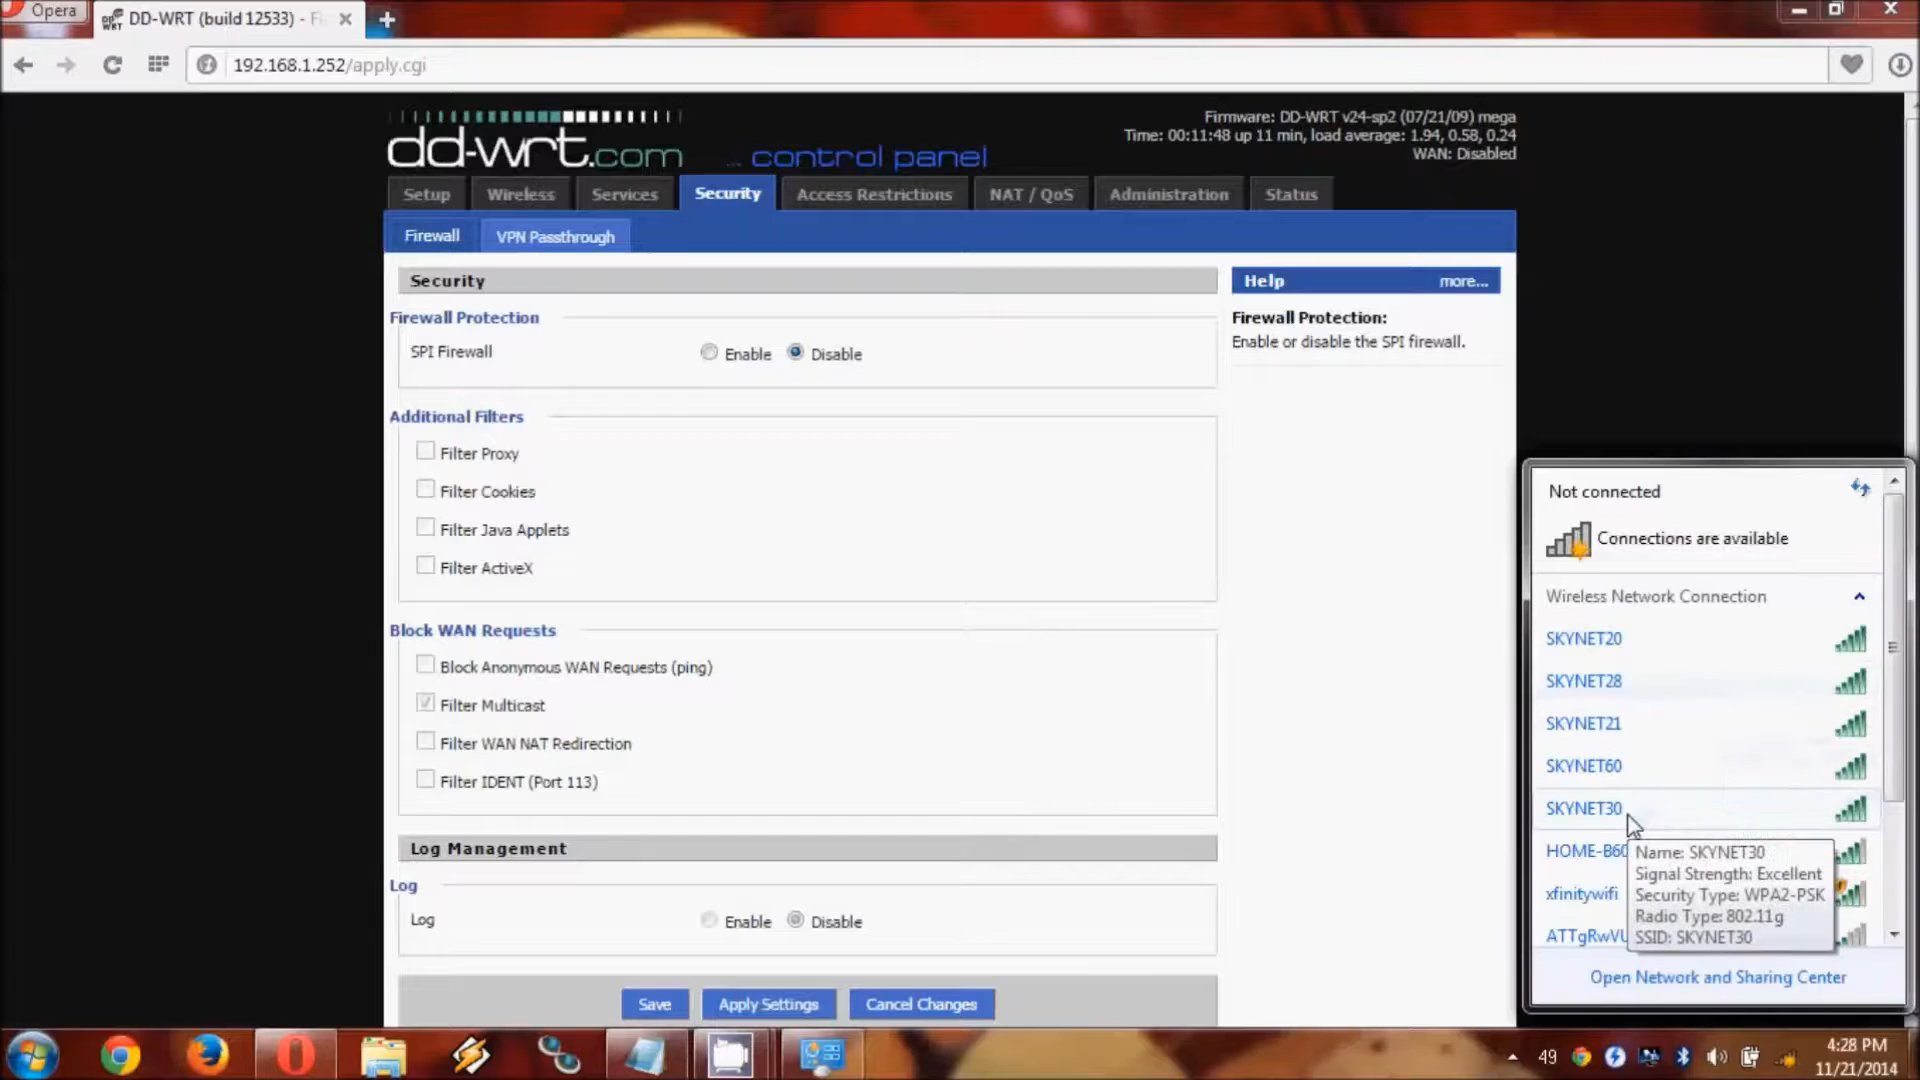 Opera
DD-WRT (build 12533) - Fi
192.168.1.252/apply.cgi
Firmware: DD-WRT v24-sp2 (07/21/09) mega
Time: 00:11:48 up 11 min, load average: 1.94, 0.58, 0.24
WAN: Disabled
dd-wrt.com ... control panel
Setup
Wireless
Services
Security
Access Restrictions
NAT / QoS
Administration
Status
Firewall
VPN Passthrough
Security
Firewall Protection
SPI Firewall
Enable
Disable
Additional Filters
Filter Proxy
Filter Cookies
Filter Java Applets
Filter ActiveX
Block WAN Requests
Block Anonymous WAN Requests (ping)
Filter Multicast
Filter WAN NAT Redirection
Filter IDENT (Port 113)
Log Management
Log
Log
Enable
Disable
Save
Apply Settings
Cancel Changes
Help
more...
Firewall Protection:
Enable or disable the SPI firewall.
Not connected
Connections are available
Wireless Network Connection
SKYNET20
SKYNET28
SKYNET21
SKYNET60
SKYNET30
HOME-B60
xfinitywifi
ATTgRwVU
Name: SKYNET30
Signal Strength: Excellent
Security Type: WPA2-PSK
Radio Type: 802.11g
SSID: SKYNET30
Open Network and Sharing Center
49
4:28 PM
11/21/2014